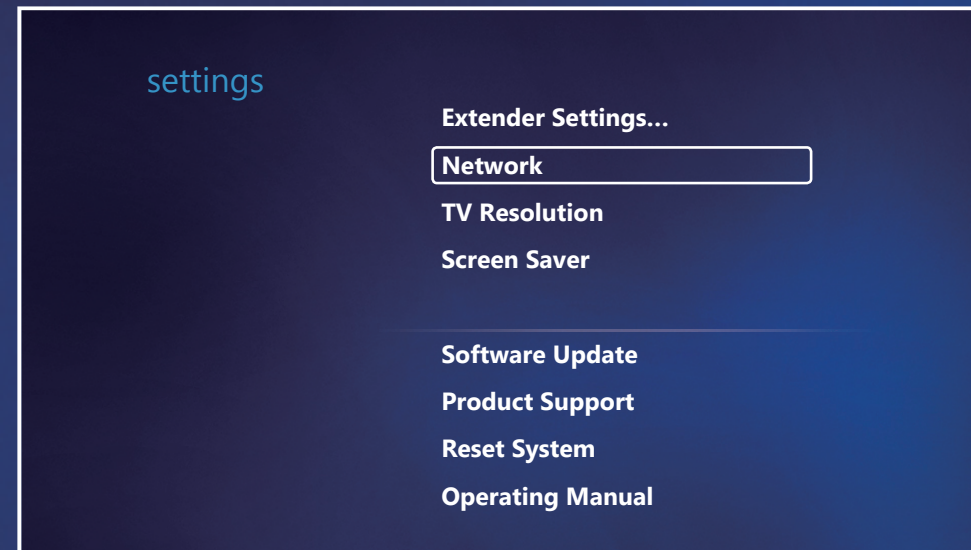 settings
Extender Settings...
Network
TV Resolution
Screen Saver
Software Update
Product Support
Reset System
Operating Manual